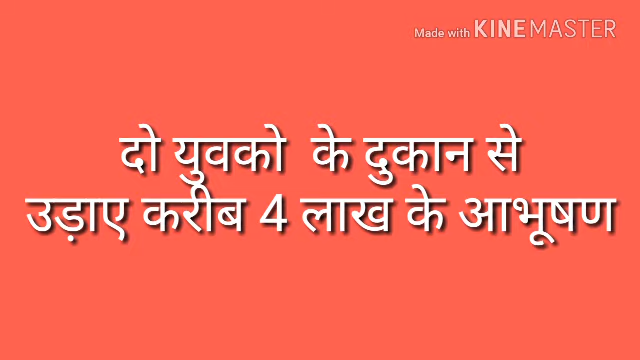 Made with KINEMASTER
दो युवको के दुकान से
उड़ाए करीब 4 लाख के आभूषण